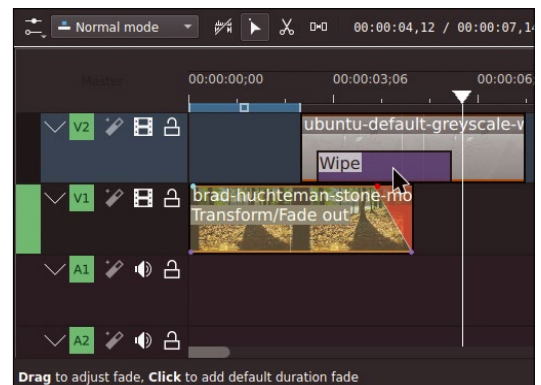 Normal mode
00:00:04,12 / 00:00:07,14
Master
00:00:00;00
00:00:03;06
00:00:06;
V2
ubuntu-default-greyscale-w
Wipe
V1
brad-huchteman-stone-mo
Transform/Fade out
A1
A2
Drag to adjust fade, Click to add default duration fade